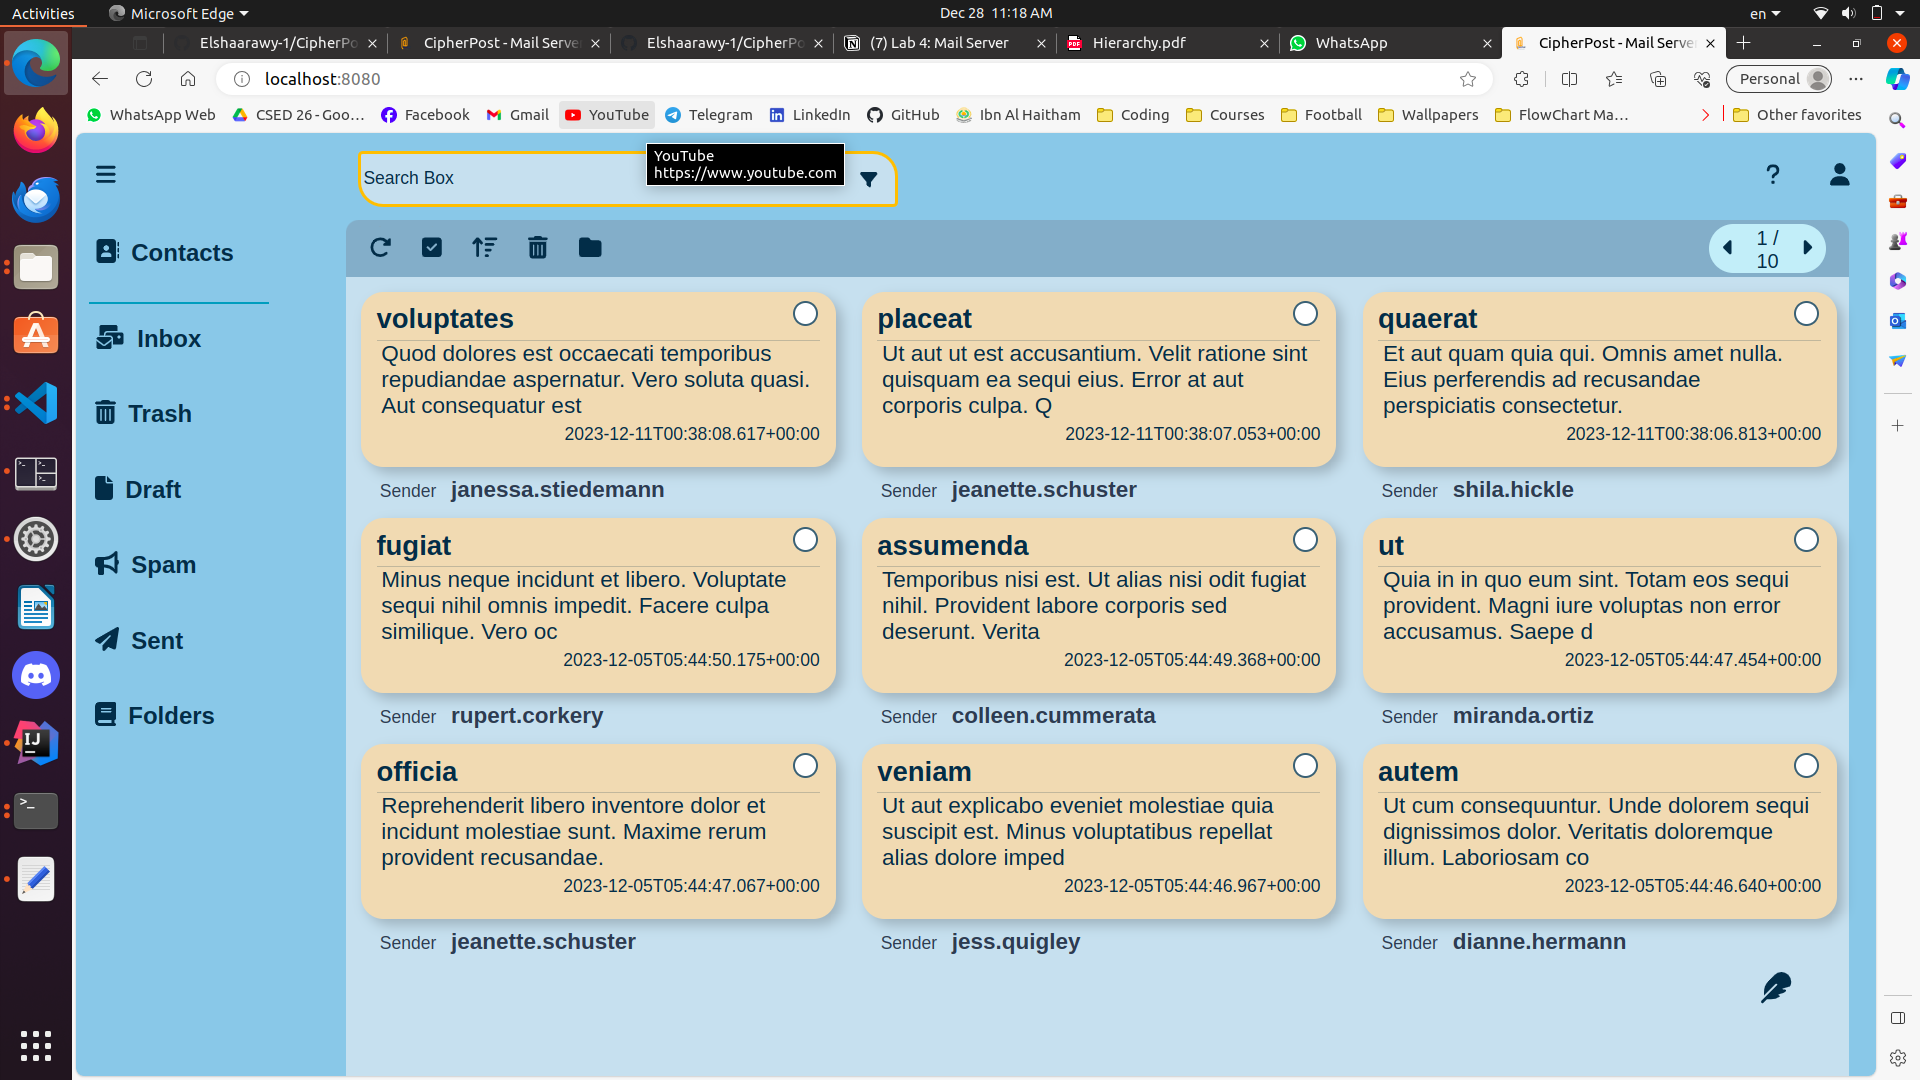 Activities
Microsoft Edge
Dec 28 11:18 AM
en
Elshaarawy-1/CipherPo
CipherPost - Mail Serve
Elshaarawy-1/CipherPo
(7) Lab 4: Mail Server
Hierarchy.pdf
WhatsApp
CipherPost - Mail Serve
localhost:8080
Personal
WhatsApp Web
CSED 26 - Goo...
Facebook
Gmail
YouTube
Telegram
LinkedIn
GitHub
Ibn Al Haitham
Coding
Courses
Football
Wallpapers
FlowChart Ma...
Other favorites
YouTube
https://www.youtube.com
Search Box
Contacts
Inbox
Trash
Draft
Spam
Sent
Folders
1 /
10
voluptates
Quod dolores est occaecati temporibus
repudiandae aspernatur. Vero soluta quasi.
Aut consequatur est
2023-12-11T00:38:08.617+00:00
Sender janessa.stiedemann
placeat
Ut aut ut est accusantium. Velit ratione sint
quisquam ea sequi eius. Error at aut
corporis culpa. Q
2023-12-11T00:38:07.053+00:00
Sender jeanette.schuster
quaerat
Et aut quam quia qui. Omnis amet nulla.
Eius perferendis ad recusandae
perspiciatis consectetur.
2023-12-11T00:38:06.813+00:00
Sender shila.hickle
fugiat
Minus neque incidunt et libero. Voluptate
sequi nihil omnis impedit. Facere culpa
similique. Vero oc
2023-12-05T05:44:50.175+00:00
Sender rupert.corkery
assumenda
Temporibus nisi est. Ut alias nisi odit fugiat
nihil. Provident labore corporis sed
deserunt. Verita
2023-12-05T05:44:49.368+00:00
Sender colleen.cummerata
ut
Quia in in quo eum sint. Totam eos sequi
provident. Magni iure voluptas non error
accusamus. Saepe d
2023-12-05T05:44:47.454+00:00
Sender miranda.ortiz
officia
Reprehenderit libero inventore dolor et
incidunt molestiae sunt. Maxime rerum
provident recusandae.
2023-12-05T05:44:47.067+00:00
Sender jeanette.schuster
veniam
Ut aut explicabo eveniet molestiae quia
suscipit est. Minus voluptatibus repellat
alias dolore imped
2023-12-05T05:44:46.967+00:00
Sender jess.quigley
autem
Ut cum consequuntur. Unde dolorem sequi
dignissimos dolor. Veritatis doloremque
illum. Laboriosam co
2023-12-05T05:44:46.640+00:00
Sender dianne.hermann